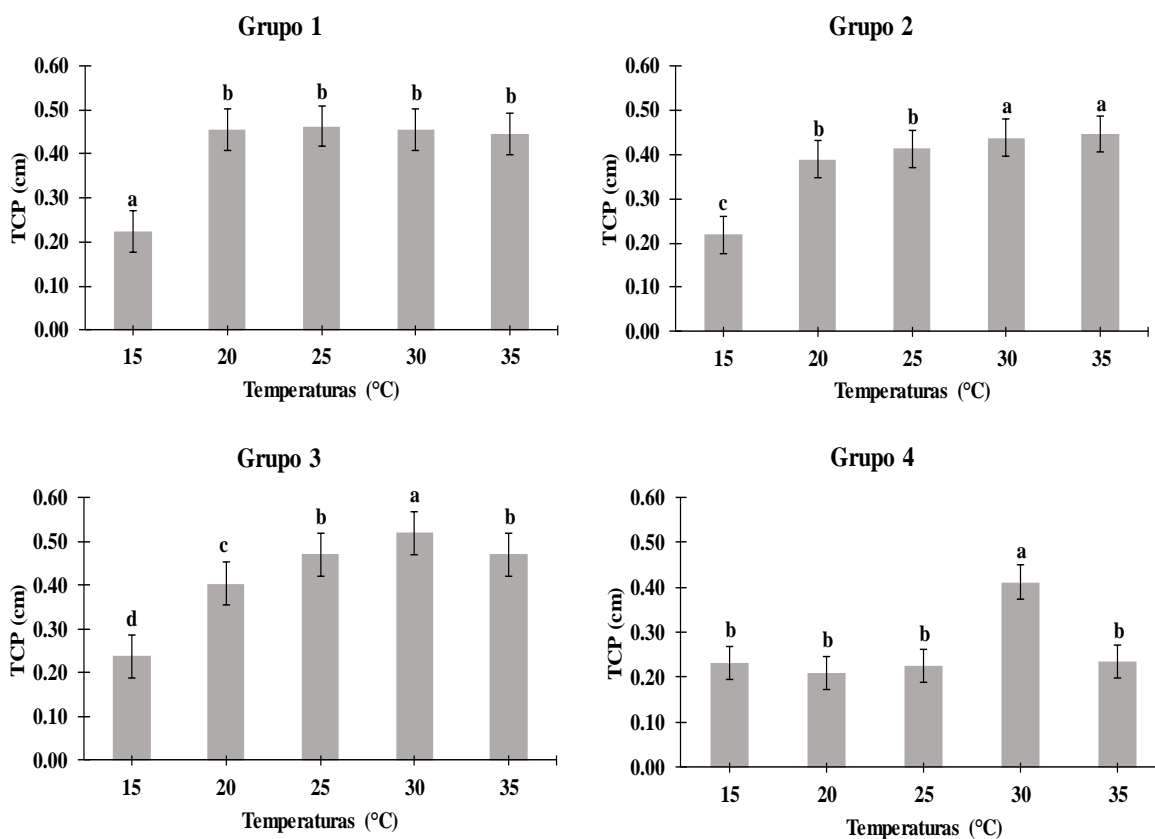 Grupo 1
0.60
0.50
0.40
0.30
0.20
0.10
0.00
TCP (cm)
a
b
b
b
b
15 20 25 30 35
Temperaturas (°C)
Grupo 2
0.60
0.50
0.40
0.30
0.20
0.10
0.00
TCP (cm)
c
b
b
a
a
15 20 25 30 35
Temperaturas (°C)
Grupo 3
0.60
0.50
0.40
0.30
0.20
0.10
0.00
TCP (cm)
d
c
b
a
b
15 20 25 30 35
Temperaturas (°C)
Grupo 4
0.60
0.50
0.40
0.30
0.20
0.10
0.00
TCP (cm)
b
b
b
a
b
15 20 25 30 35
Temperaturas (°C)